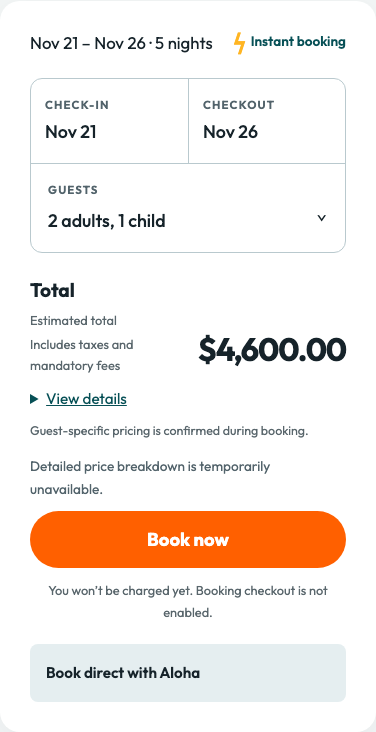 Nov 21 – Nov 26 · 5 nights
Instant booking
CHECK-IN
Nov 21
CHECKOUT
Nov 26
GUESTS
2 adults, 1 child
Total
Estimated total
Includes taxes and
mandatory fees
$4,600.00
View details
Guest-specific pricing is confirmed during booking.
Detailed price breakdown is temporarily
unavailable.
Book now
You won’t be charged yet. Booking checkout is not
enabled.
Book direct with Aloha